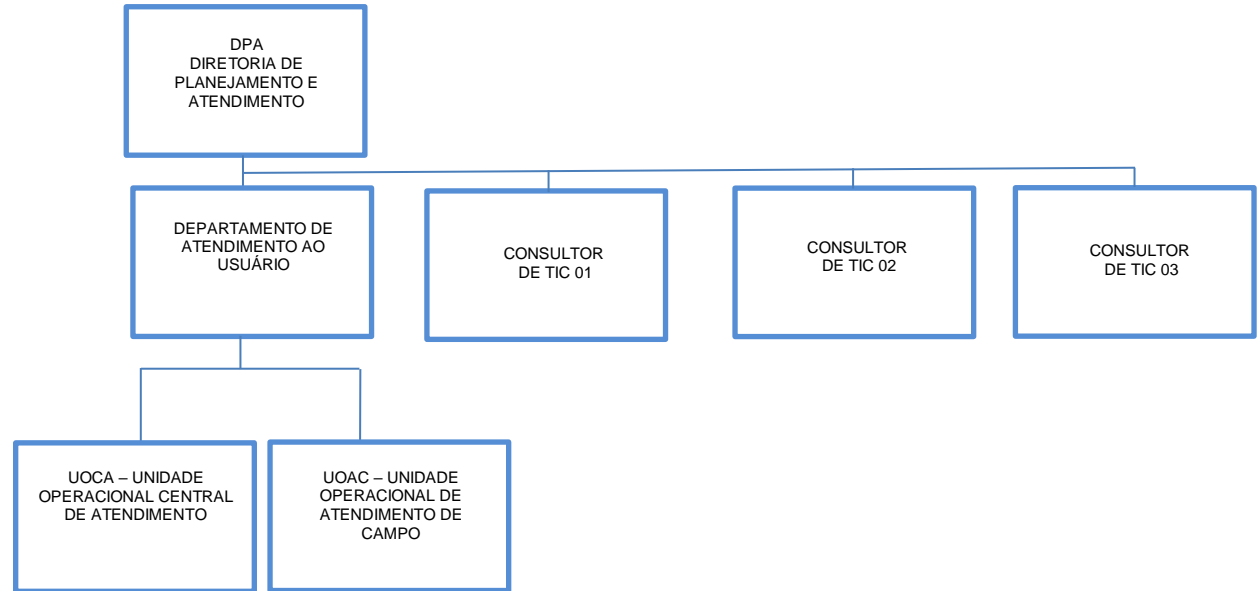 DPA
DIRETORIA DE
PLANEJAMENTO E
ATENDIMENTO
DEPARTAMENTO DE
ATENDIMENTO AO
USUÁRIO
CONSULTOR
DE TIC 01
CONSULTOR
DE TIC 02
CONSULTOR
DE TIC 03
UOCA – UNIDADE
OPERACIONAL CENTRAL
DE ATENDIMENTO
UOAC – UNIDADE
OPERACIONAL DE
ATENDIMENTO DE
CAMPO